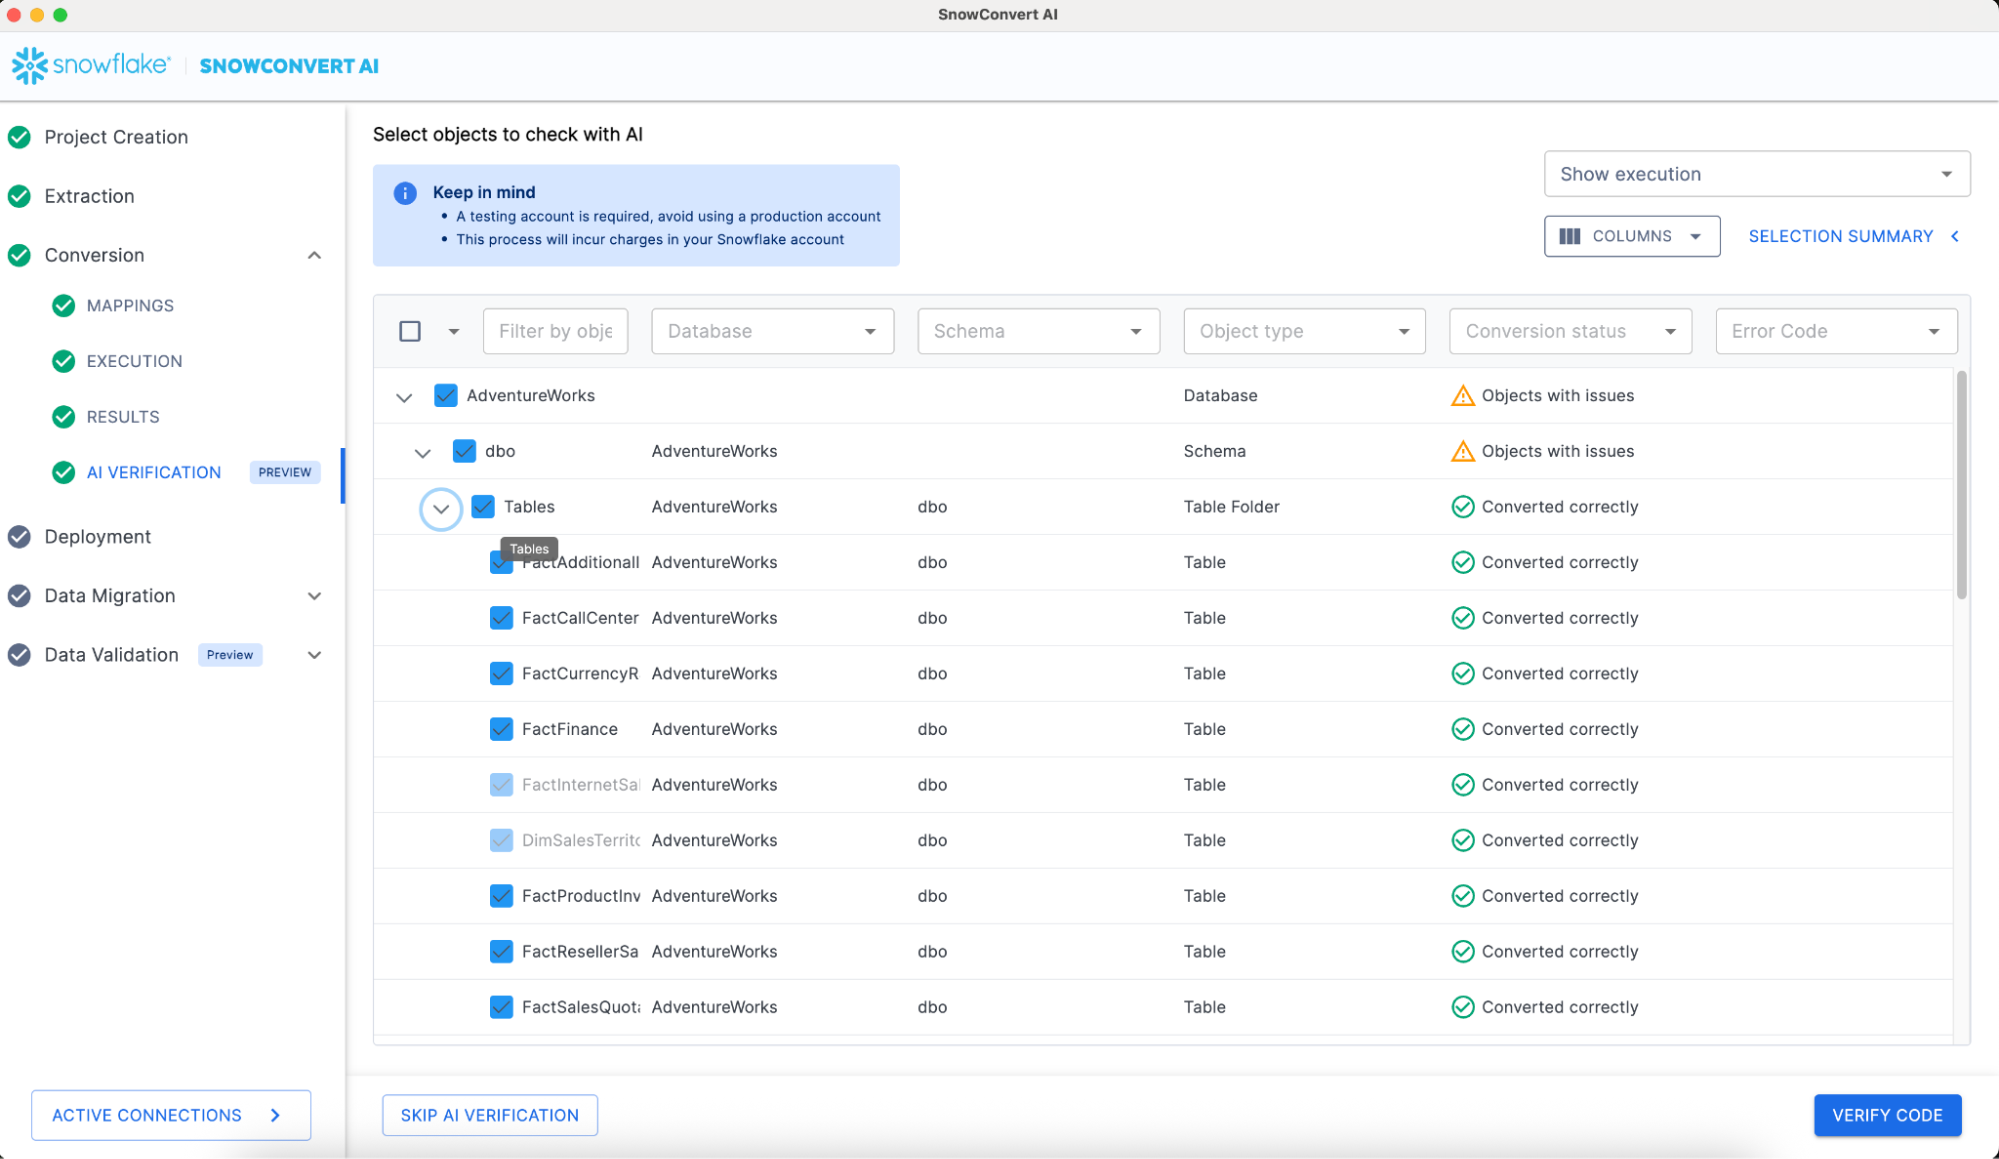 SnowConvert AI
snowflake® SNOWCONVERT AI
Project Creation
Extraction
Conversion
MAPPINGS
EXECUTION
RESULTS
AI VERIFICATION PREVIEW
Deployment
Data Migration
Data Validation Preview
ACTIVE CONNECTIONS
Select objects to check with AI
Keep in mind
• A testing account is required, avoid using a production account
• This process will incur charges in your Snowflake account
Show execution
COLUMNS
SELECTION SUMMARY
Filter by obje Database Schema Object type Conversion status Error Code
AdventureWorks Database Objects with issues
dbo AdventureWorks Schema Objects with issues
Tables AdventureWorks dbo Table Folder Converted correctly
Tables
FactAdditionalI AdventureWorks dbo Table Converted correctly
FactCallCenter AdventureWorks dbo Table Converted correctly
FactCurrencyR AdventureWorks dbo Table Converted correctly
FactFinance AdventureWorks dbo Table Converted correctly
FactInternetSal AdventureWorks dbo Table Converted correctly
DimSalesTerrito AdventureWorks dbo Table Converted correctly
FactProductInv AdventureWorks dbo Table Converted correctly
FactResellerSa AdventureWorks dbo Table Converted correctly
FactSalesQuota AdventureWorks dbo Table Converted correctly
SKIP AI VERIFICATION
VERIFY CODE